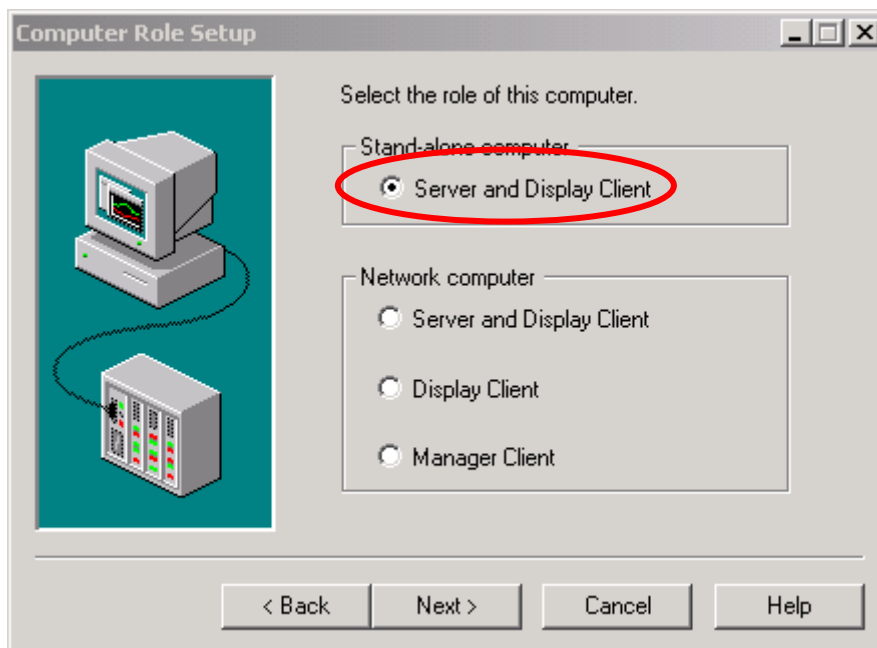 Computer Role Setup
Select the role of this computer.
Stand-alone computer
Server and Display Client
Network computer
Server and Display Client
Display Client
Manager Client
< Back
Next >
Cancel
Help